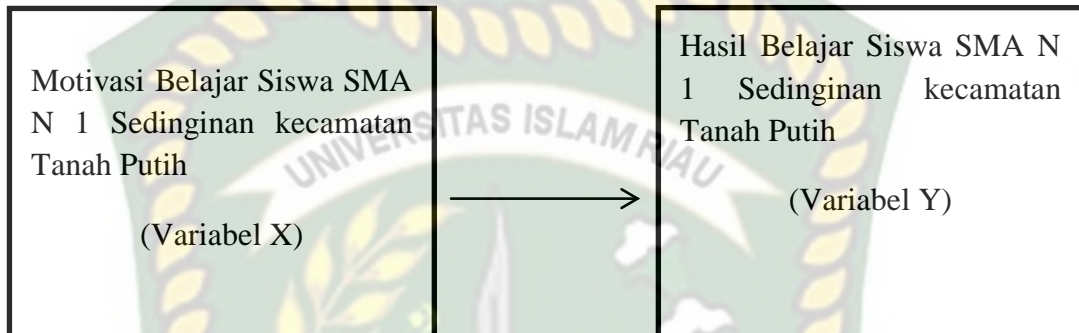 Motivasi Belajar Siswa SMA
N 1 Sedinginan kecamatan
Tanah Putih
(Variabel X)
Hasil Belajar Siswa SMA N
1 Sedinginan kecamatan
Tanah Putih
(Variabel Y)
UNIVERSITAS ISLAM RIAU